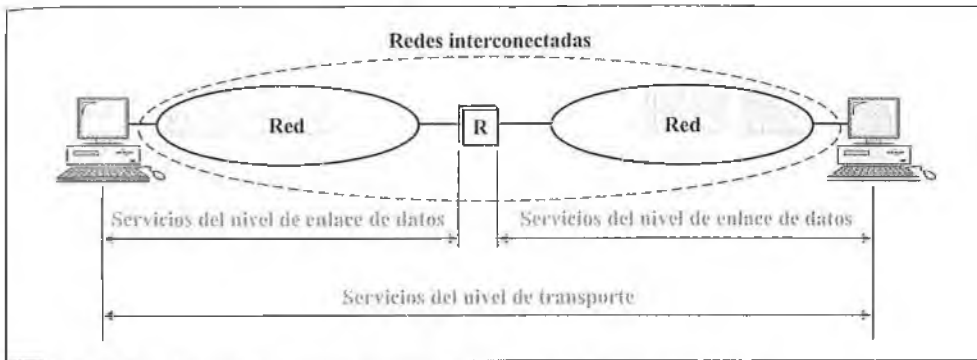 Redes interconectadas
Red
R
Red
Servicios del nivel de enlace de datos
Servicios del nivel de enlace de datos
Servicios del nivel de transporte